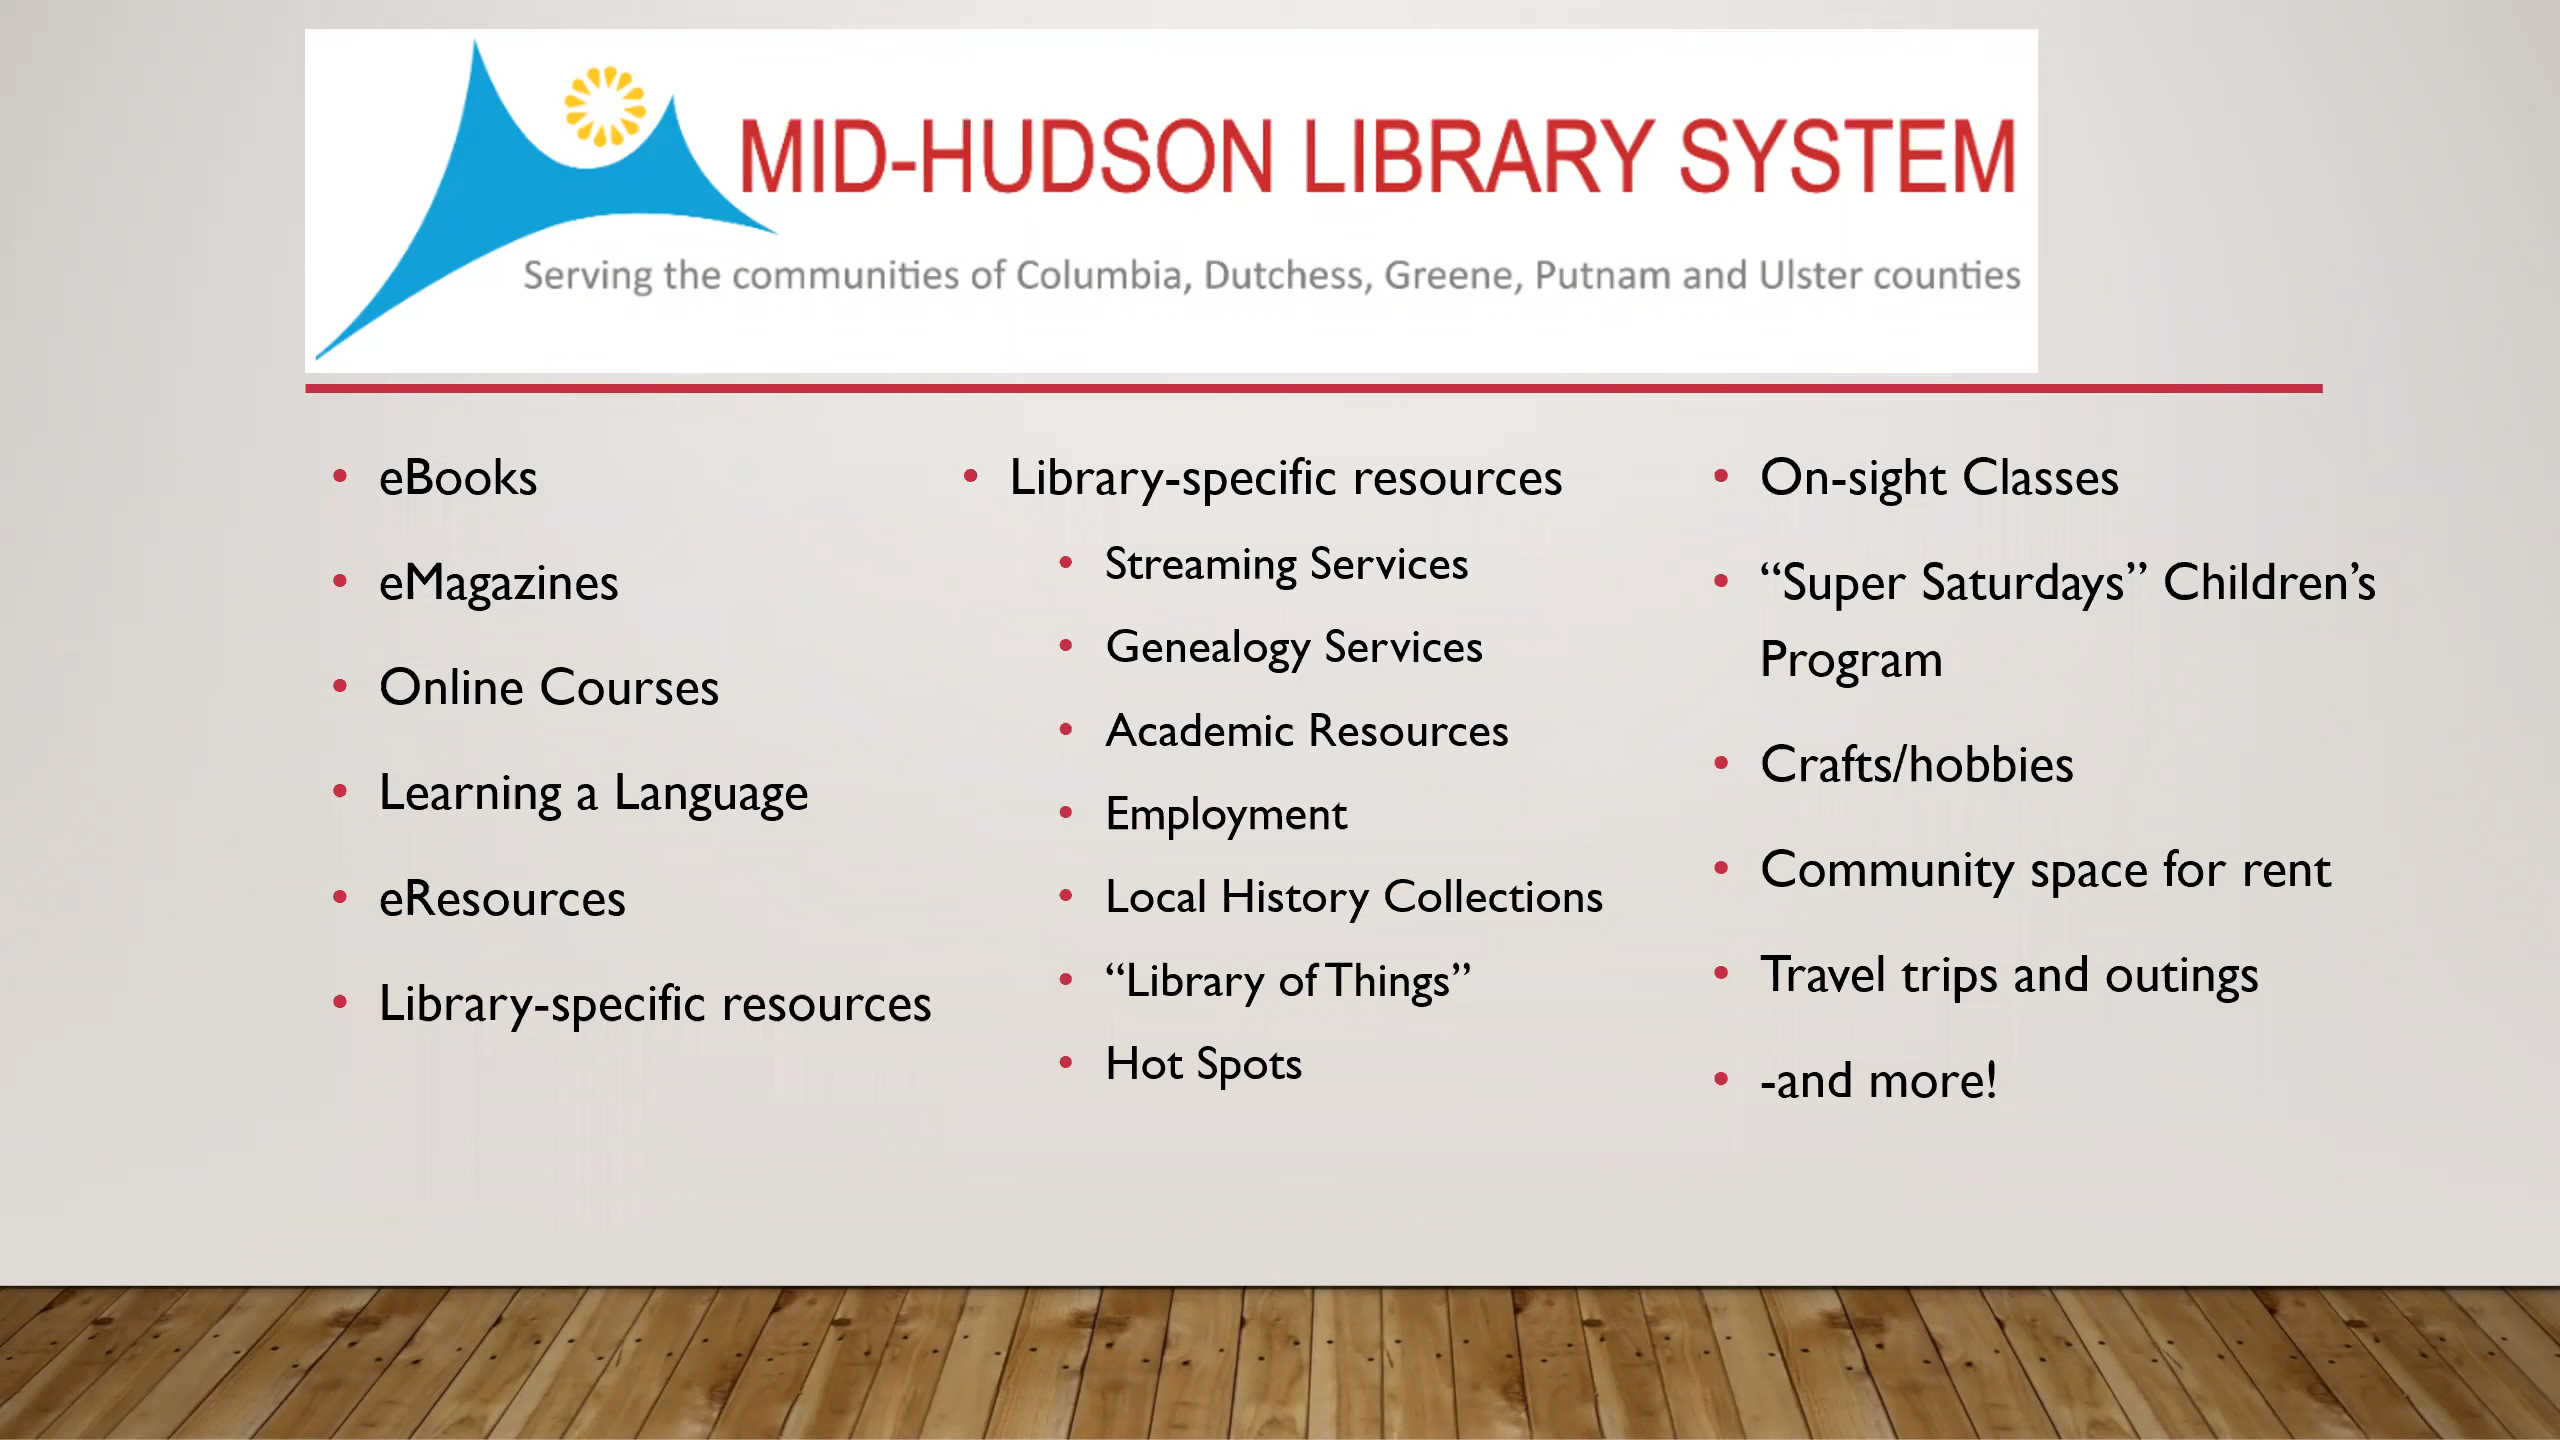 MID-HUDSON LIBRARY SYSTEM
Serving the communities of Columbia, Dutchess, Greene, Putnam and Ulster counties
• eBooks
• eMagazines
• Online Courses
• Learning a Language
• eResources
• Library-specific resources
• Library-specific resources
• Streaming Services
• Genealogy Services
• Academic Resources
• Employment
• Local History Collections
• “Library of Things”
• Hot Spots
• On-sight Classes
• “Super Saturdays” Children’s
Program
• Crafts/hobbies
• Community space for rent
• Travel trips and outings
• -and more!